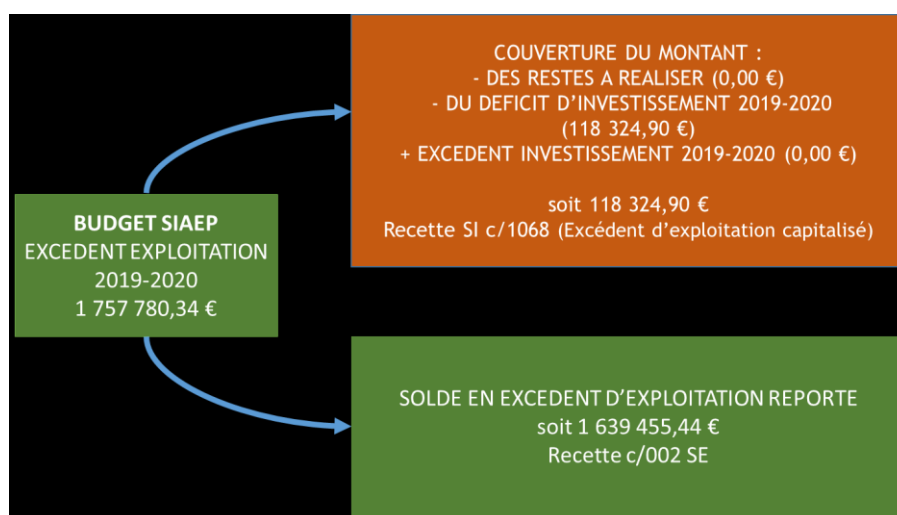 BUDGET SIAEP
EXCEDENT EXPLOITATION
2019-2020
1 757 780,34 €
COUVERTURE DU MONTANT :
- DES RESTES A REALISER (0,00 €)
- DU DEFICIT D'INVESTISSEMENT 2019-2020
(118 324,90 €)
+ EXCEDENT INVESTISSEMENT 2019-2020 (0,00 €)
soit 118 324,90 €
Recette SI c/1068 (Excédent d'exploitation capitalisé)
SOLDE EN EXCEDENT D'EXPLOITATION REPORTE
soit 1 639 455,44 €
Recette c/002 SE